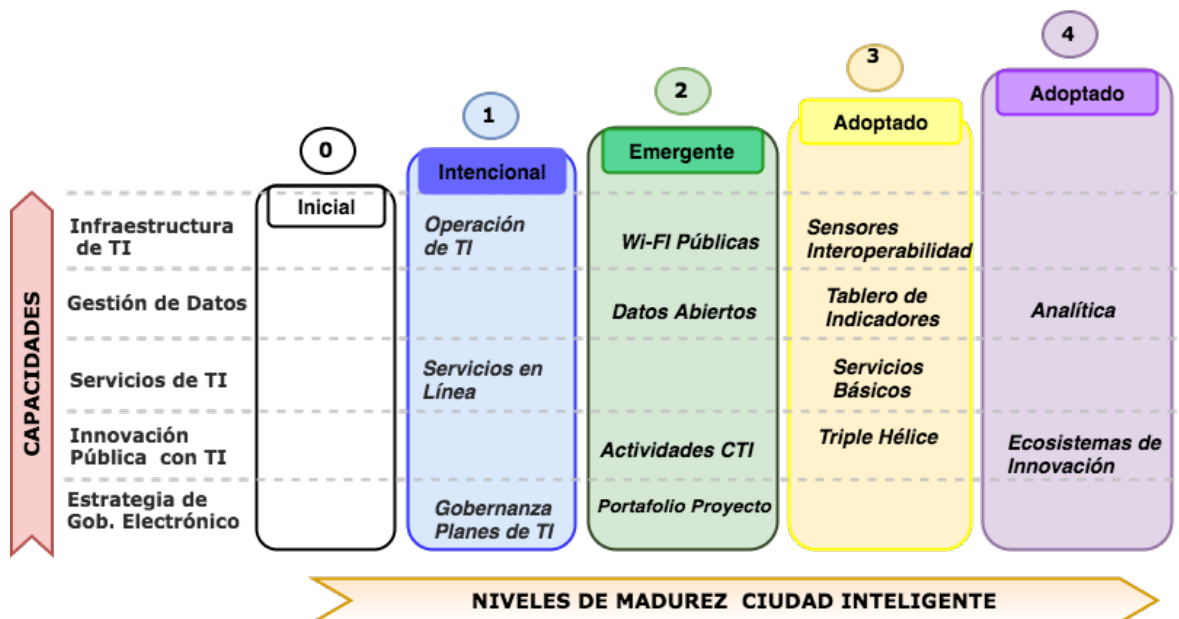 0
1
2
3
4
Inicial
Intencional
Emergente
Adoptado
Adoptado
CAPACIDADES
Infraestructura
de TI
Operación
de TI
Wi-FI Públicas
Sensores
Interoperabilidad
Gestión de Datos
Datos Abiertos
Tablero de
Indicadores
Analítica
Servicios de TI
Servicios en
Línea
Servicios
Básicos
Innovación
Pública con TI
Actividades CTI
Triple Hélice
Ecosistemas de
Innovación
Estrategia de
Gob. Electrónico
Gobernanza
Planes de TI
Portafolio Proyecto
NIVELES DE MADUREZ CIUDAD INTELIGENTE